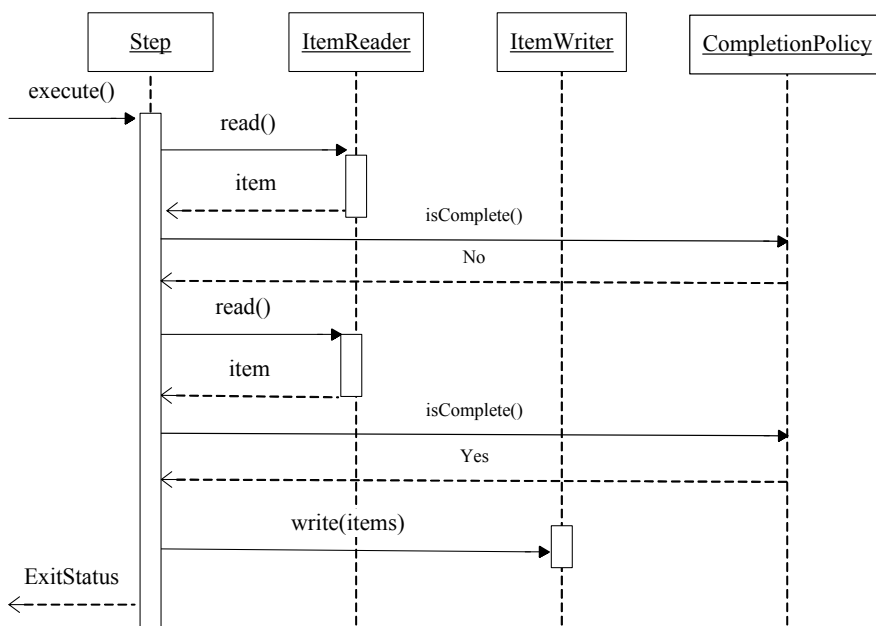 Step
ItemReader
ItemWriter
CompletionPolicy
execute()
read()
item
isComplete()
No
read()
item
isComplete()
Yes
write(items)
ExitStatus